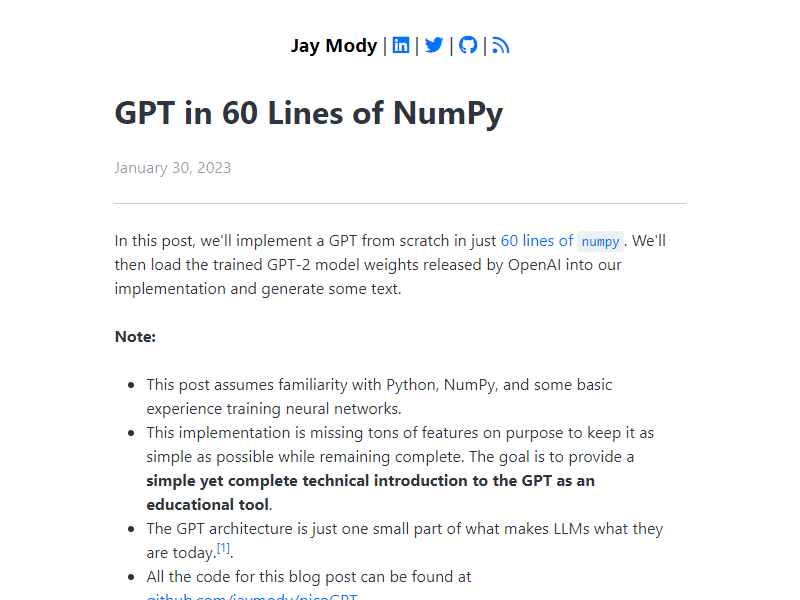 Jay Mody | | | |
GPT in 60 Lines of NumPy
January 30, 2023
In this post, we'll implement a GPT from scratch in just 60 lines of numpy. We'll
then load the trained GPT-2 model weights released by OpenAI into our
implementation and generate some text.
Note:
• This post assumes familiarity with Python, NumPy, and some basic
experience training neural networks.
• This implementation is missing tons of features on purpose to keep it as
simple as possible while remaining complete. The goal is to provide a
simple yet complete technical introduction to the GPT as an
educational tool.
• The GPT architecture is just one small part of what makes LLMs what they
are today.[1].
• All the code for this blog post can be found at
github.com/jaymody/picoGPT